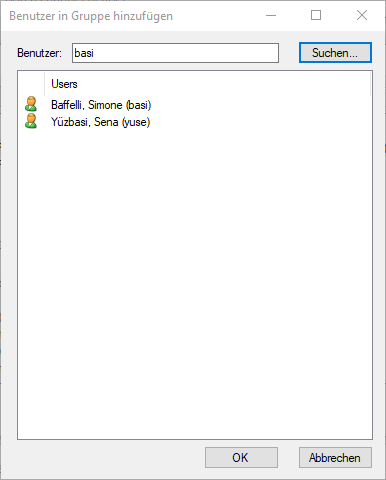 Benutzer in Gruppe hinzufügen
Benutzer: basi Suchen...
Users
Baffelli, Simone (basi)
Yüzbasi, Sena (yuse)
OK Abbrechen